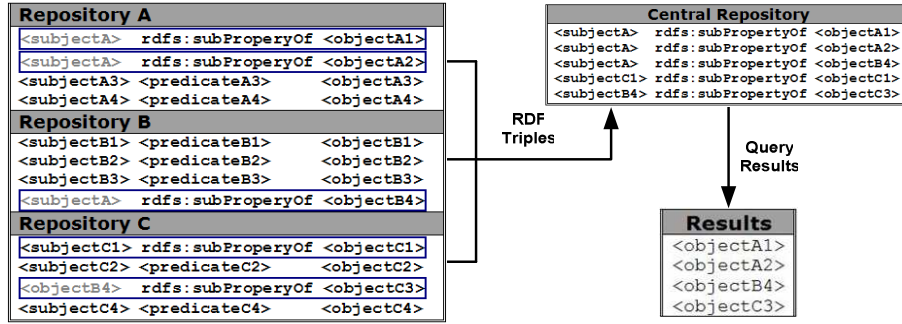 Repository A
<subjectA> rdfs:subProperyOf <objectA1>
<subjectA> rdfs:subProperyOf <objectA2>
<subjectA3> <predicateA3> <objectA3>
<subjectA4> <predicateA4> <objectA4>
Repository B
<subjectB1> <predicateB1> <objectB1>
<subjectB2> <predicateB2> <objectB2>
<subjectB3> <predicateB3> <objectB3>
<subjectA> rdfs:subProperyOf <objectB4>
Repository C
<subjectC1> rdfs:subProperyOf <objectC1>
<subjectC2> <predicateC2> <objectC2>
<objectB4> rdfs:subProperyOf <objectC3>
<subjectC4> <predicateC4> <objectC4>
RDF
Triples
Central Repository
<subjectA> rdfs:subPropertyOf <objectA1>
<subjectA> rdfs:subPropertyOf <objectA2>
<subjectA> rdfs:subPropertyOf <objectB4>
<subjectC1> rdfs:subPropertyOf <objectC1>
<subjectB4> rdfs:subPropertyOf <objectC3>
Query
Results
Results
<objectA1>
<objectA2>
<objectB4>
<objectC3>